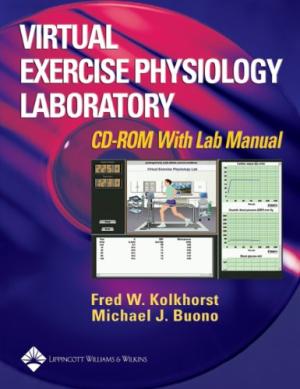 VIRTUAL
EXERCISE PHYSIOLOGY
LABORATORY
CD-ROM With Lab Manual
Virtual Exercise Physiology Lab
Fred W. Kolkhorst
Michael J. Buono
LIPPINCOTT WILLIAMS & WILKINS